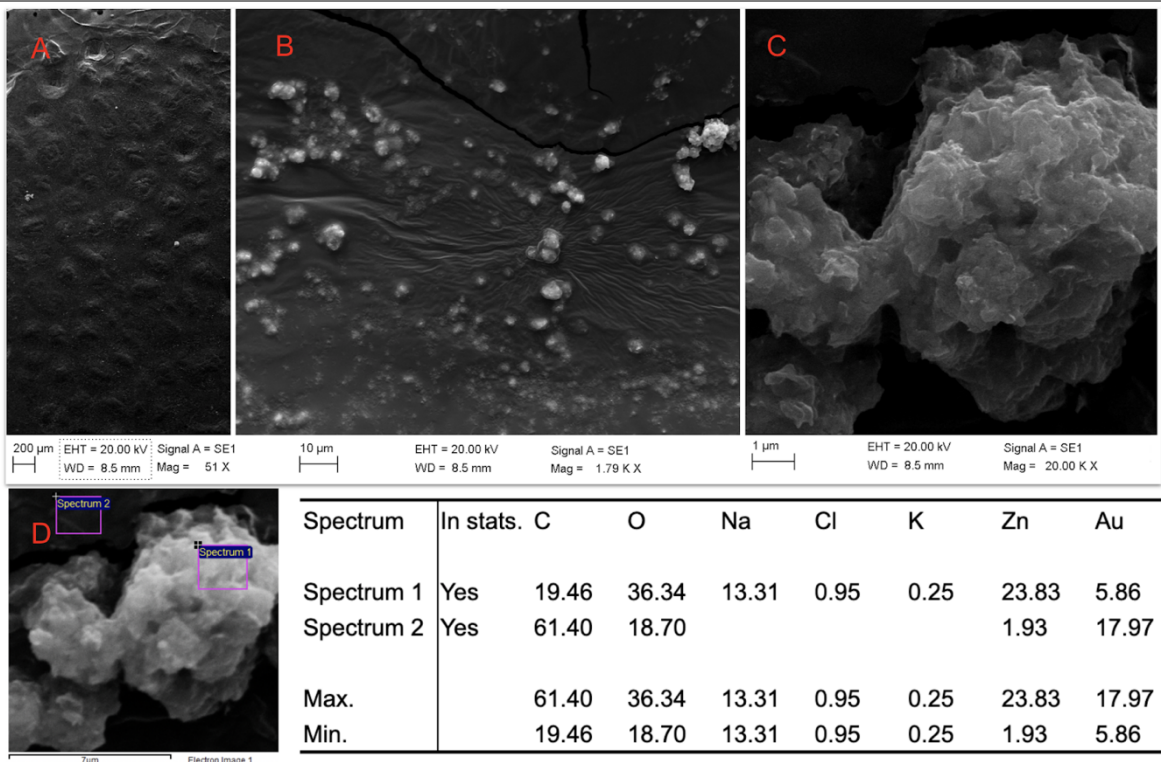 A
B
C
200 µm EHT = 20.00 kV Signal A = SE1
WD = 8.5 mm Mag = 51 X
10 µm EHT = 20.00 kV Signal A = SE1
WD = 8.5 mm Mag = 1.79 K X
1 µm EHT = 20.00 kV Signal A = SE1
WD = 8.5 mm Mag = 20.00 K X
D
Spectrum 2
Spectrum 1
7µm Electron Image 1
Spectrum In stats. C O Na Cl K Zn Au
Spectrum 1 Yes 19.46 36.34 13.31 0.95 0.25 23.83 5.86
Spectrum 2 Yes 61.40 18.70 1.93 17.97
Max. 61.40 36.34 13.31 0.95 0.25 23.83 17.97
Min. 19.46 18.70 13.31 0.95 0.25 1.93 5.86